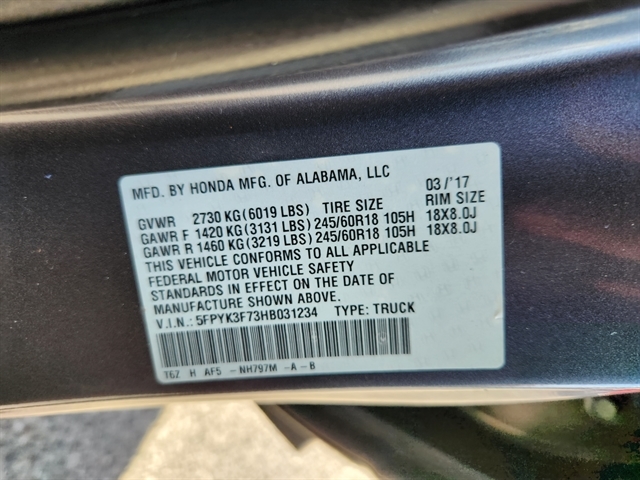 MFD. BY HONDA MFG. OF ALABAMA, LLC 03/'17
GVWR 2730 KG(6019 LBS) TIRE SIZE RIM SIZE
GAWR F 1420 KG(3131 LBS)245/60R18 105H 18X8.0J
GAWR R 1460 KG(3219 LBS)245/60R18 105H 18X8.0J
THIS VEHICLE CONFORMS TO ALL APPLICABLE
FEDERAL MOTOR VEHICLE SAFETY
STANDARDS IN EFFECT ON THE DATE OF
MANUFACTURE SHOWN ABOVE.
V.I.N.: 5FPYK3F73HB031234 TYPE: TRUCK
T6Z H AF5 -NH797M -A-B